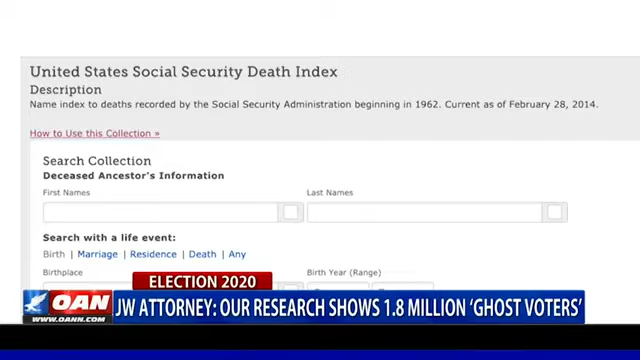 United States Social Security Death Index
Description
Name index to deaths recorded by the Social Security Administration beginning in 1962. Current as of February 28, 2014.
How to Use this Collection »
Search Collection
Deceased Ancestor's Information
First Names Last Names
Search with a life event:
Birth | Marriage | Residence | Death | Any
Birthplace Birth Year (Range)
ELECTION 2020
OAN
WWW.OANN.COM
JW ATTORNEY: OUR RESEARCH SHOWS 1.8 MILLION 'GHOST VOTERS'